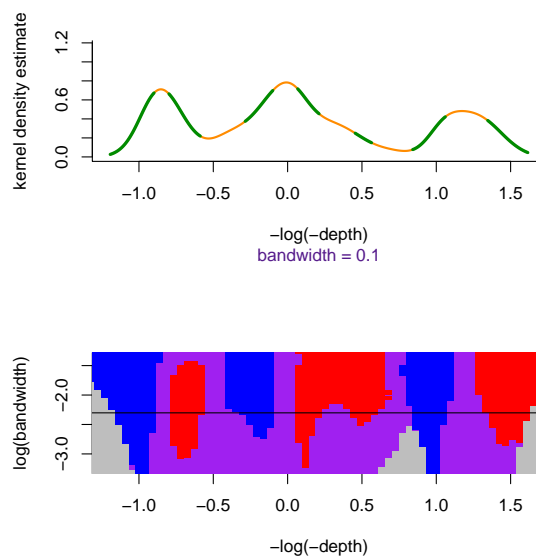 kernel density estimate
1.2
0.6
0.0
−1.0 −0.5 0.0 0.5 1.0 1.5
−log(−depth)
bandwidth = 0.1
log(bandwidth)
−2.0
−3.0
−1.0 −0.5 0.0 0.5 1.0 1.5
−log(−depth)